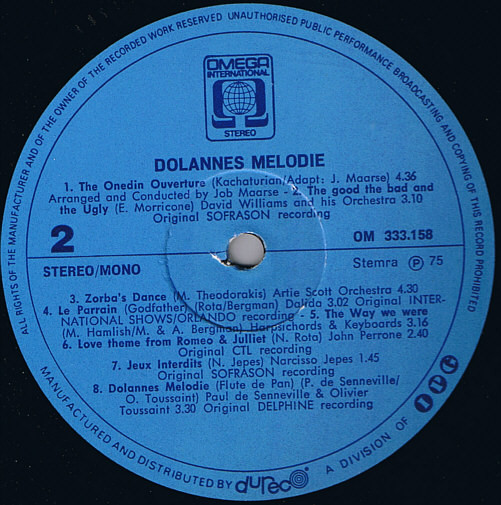 ALL RIGHTS OF THE MANUFACTURER AND OF THE OWNER OF THE RECORDED WORK RESERVED UNAUTHORISED PUBLIC PERFORMANCE BROADCASTING AND COPYING OF THIS RECORD PROHIBITED
OMEGA
INTERNATIONAL
STEREO
DOLANNES MELODIE
1. The Onedin Ouverture (Kachaturian/Adapt: J. Maarse) 4.36
Arranged and Conducted by Job Maarse - 2. The good the bad and
the Ugly (E. Morricone) David Williams and his Orchestra 3.10
Original SOFRASON recording
2
OM 333.158
STEREO/MONO
Stemra Ⓟ 75
3. Zorba's Dance (M. Theodorakis) Artie Scott Orchestra 4.30
4. Le Parrain (Godfather) (Rota/Bergman) Dalida 3.02 Original INTER-
NATIONAL SHOWS/ORLANDO recording - 5. The Way we were
(M. Hamlish/M. & A. Bergman) Harpsichords & Keyboards 3.16
6. Love theme from Romeo & Julliet (N. Rota) John Perrone 2.40
Original CTL recording
7. Jeux Interdits (N. Jepes) Narcisso Jepes 1.45
Original SOFRASON recording
8. Dolannes Melodie (Flute de Pan) (P. de Senneville/
O. Toussaint) Paul de Senneville & Olivier
Toussaint 3.30 Original DELPHINE recording
MANUFACTURED AND DISTRIBUTED BY dureco A DIVISION OF